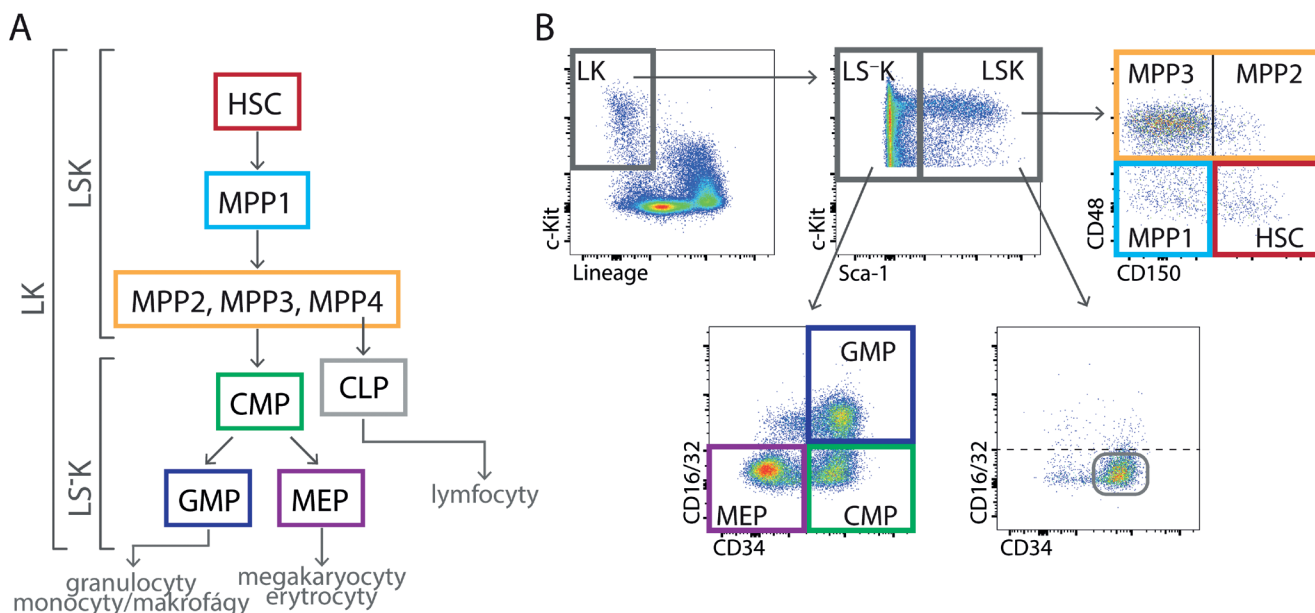 A
LK
LSK
HSC
MPP1
MPP2, MPP3, MPP4
LS⁻K
CMP
CLP
GMP
MEP
lymfocyty
granulocyty
monocyty/makrofágy
megakaryocyty
erytrocyty
B
LK
c-Kit
Lineage
LS⁻K
LSK
c-Kit
Sca-1
MPP3
MPP2
MPP1
HSC
CD48
CD150
GMP
MEP
CMP
CD16/32
CD34
CD16/32
CD34